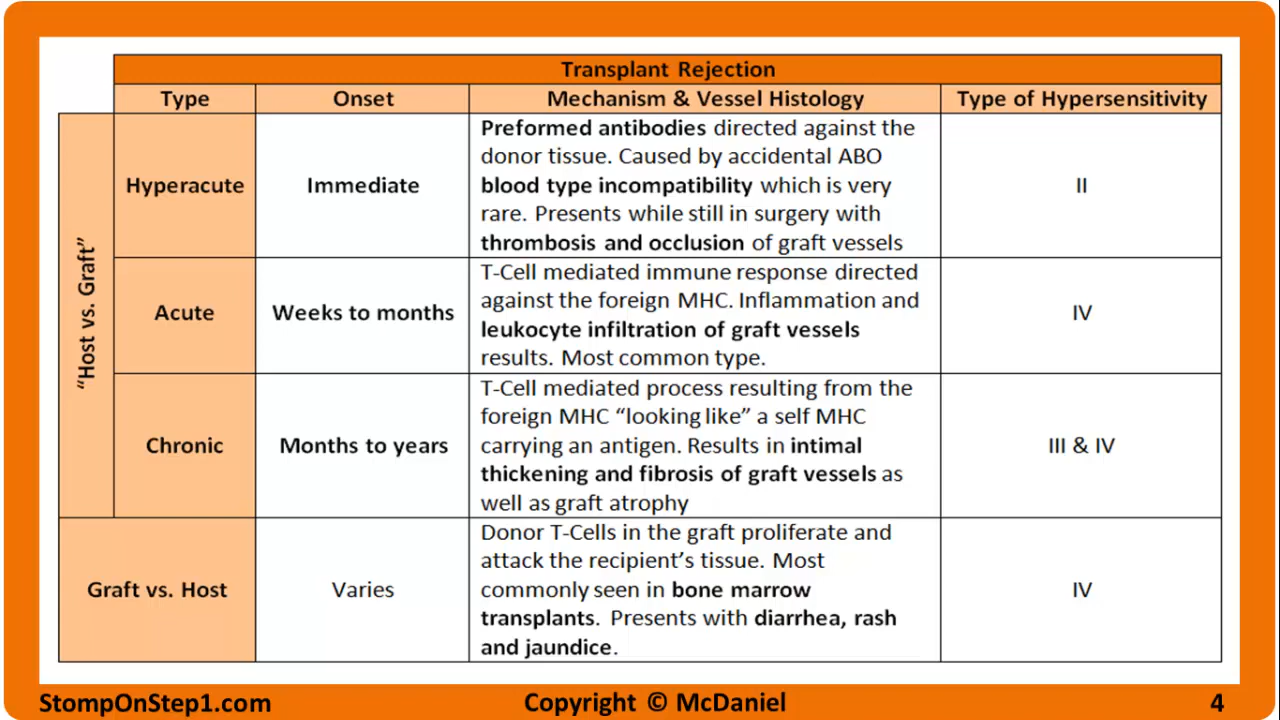 Transplant Rejection
Type
Onset
Mechanism & Vessel Histology
Type of Hypersensitivity
“Host vs. Graft”
Hyperacute
Immediate
Preformed antibodies directed against the
donor tissue. Caused by accidental ABO
blood type incompatibility which is very
rare. Presents while still in surgery with
thrombosis and occlusion of graft vessels
II
Acute
Weeks to months
T-Cell mediated immune response directed
against the foreign MHC. Inflammation and
leukocyte infiltration of graft vessels
results. Most common type.
IV
Chronic
Months to years
T-Cell mediated process resulting from the
foreign MHC “looking like” a self MHC
carrying an antigen. Results in intimal
thickening and fibrosis of graft vessels as
well as graft atrophy
III & IV
Graft vs. Host
Varies
Donor T-Cells in the graft proliferate and
attack the recipient’s tissue. Most
commonly seen in bone marrow
transplants. Presents with diarrhea, rash
and jaundice.
IV
StompOnStep1.com
Copyright © McDaniel
4